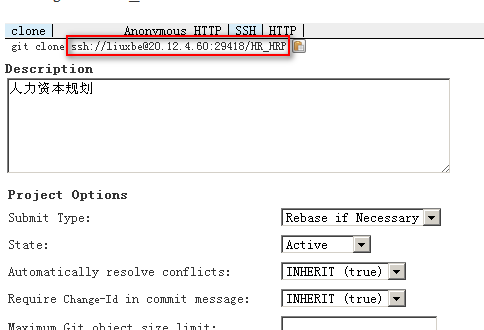 clone | Anonymous HTTP | SSH | HTTP |
git clone ssh://liuxbe@20.12.4.60:29418/HR_HRP
Description
人力资本规划
Project Options
Submit Type: Rebase if Necessary
State: Active
Automatically resolve conflicts: INHERIT (true)
Require Change-Id in commit message: INHERIT (true)
Maximum Git object size limit: